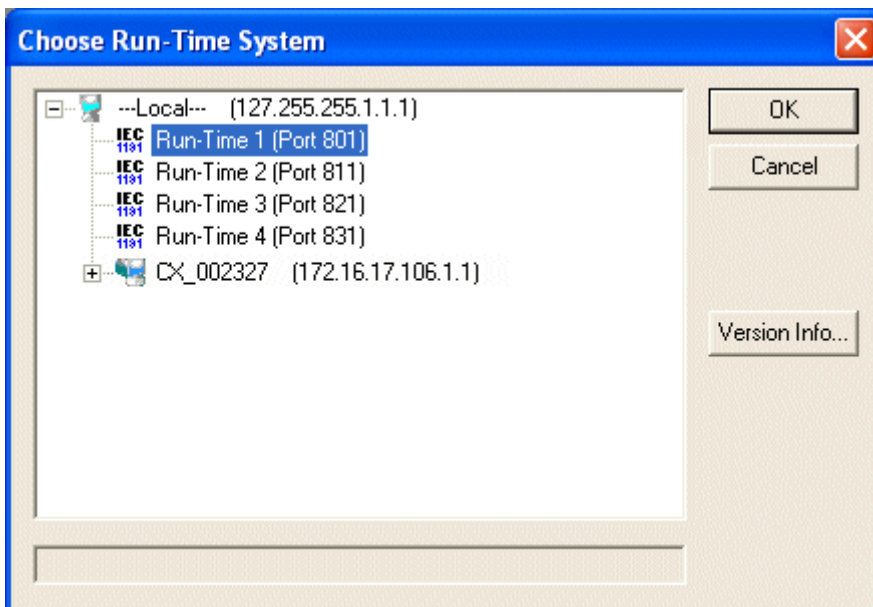 Choose Run-Time System
---Local--- (127.255.255.1.1.1)
IEC 1131 Run-Time 1 (Port 801)
IEC 1131 Run-Time 2 (Port 811)
IEC 1131 Run-Time 3 (Port 821)
IEC 1131 Run-Time 4 (Port 831)
CX_002327 (172.16.17.106.1.1)
OK
Cancel
Version Info...